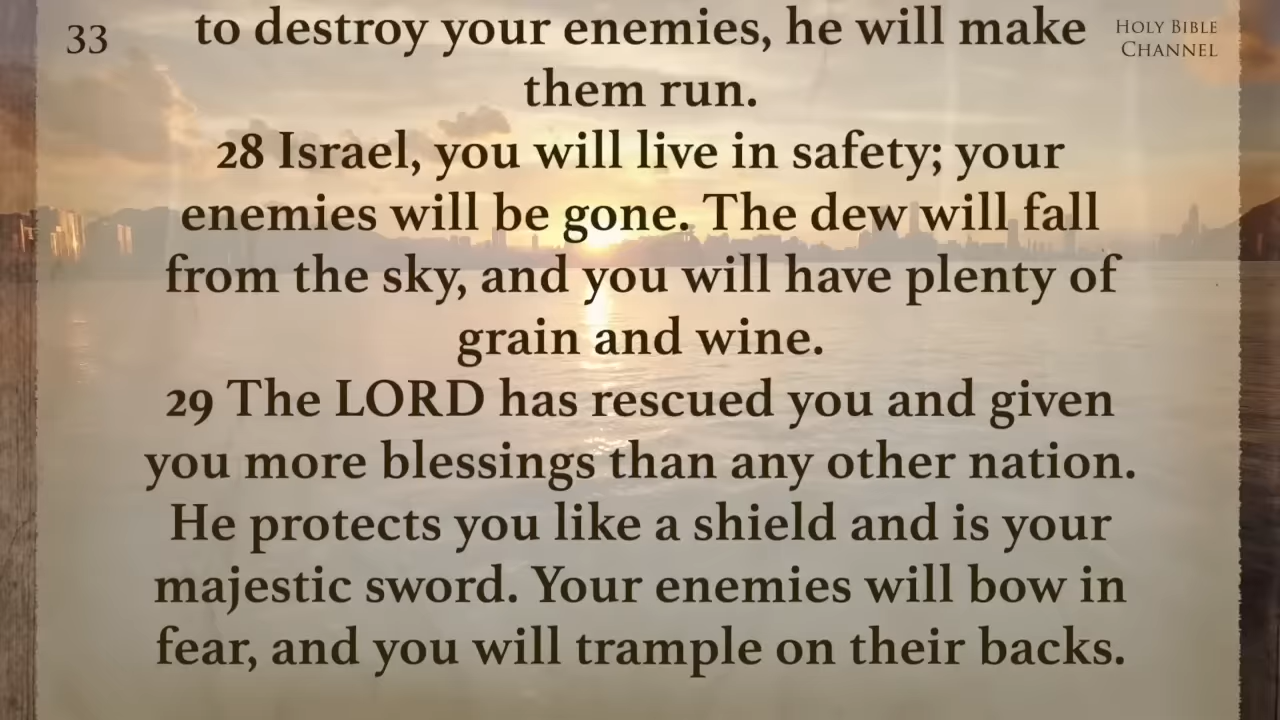 33
HOLY BIBLE
CHANNEL
to destroy your enemies, he will make
them run.
28 Israel, you will live in safety; your
enemies will be gone. The dew will fall
from the sky, and you will have plenty of
grain and wine.
29 The LORD has rescued you and given
you more blessings than any other nation.
He protects you like a shield and is your
majestic sword. Your enemies will bow in
fear, and you will trample on their backs.